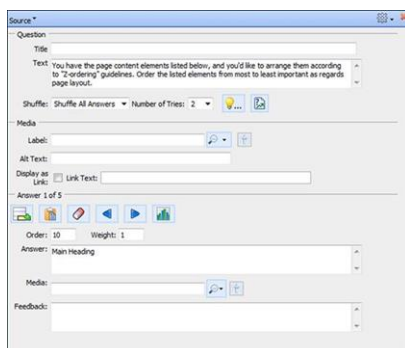 Source *
Question
Title
Text You have the page content elements listed below, and you'd like to arrange them according
to "Z-ordering" guidelines. Order the listed elements from most to least important as regards
page layout.
Shuffle: Shuffle All Answers Number of Tries: 2
Media
Label:
Alt Text:
Display as
Link: Link Text:
Answer 1 of 5
Order: 10 Weight: 1
Answer: Main Heading
Media:
Feedback: